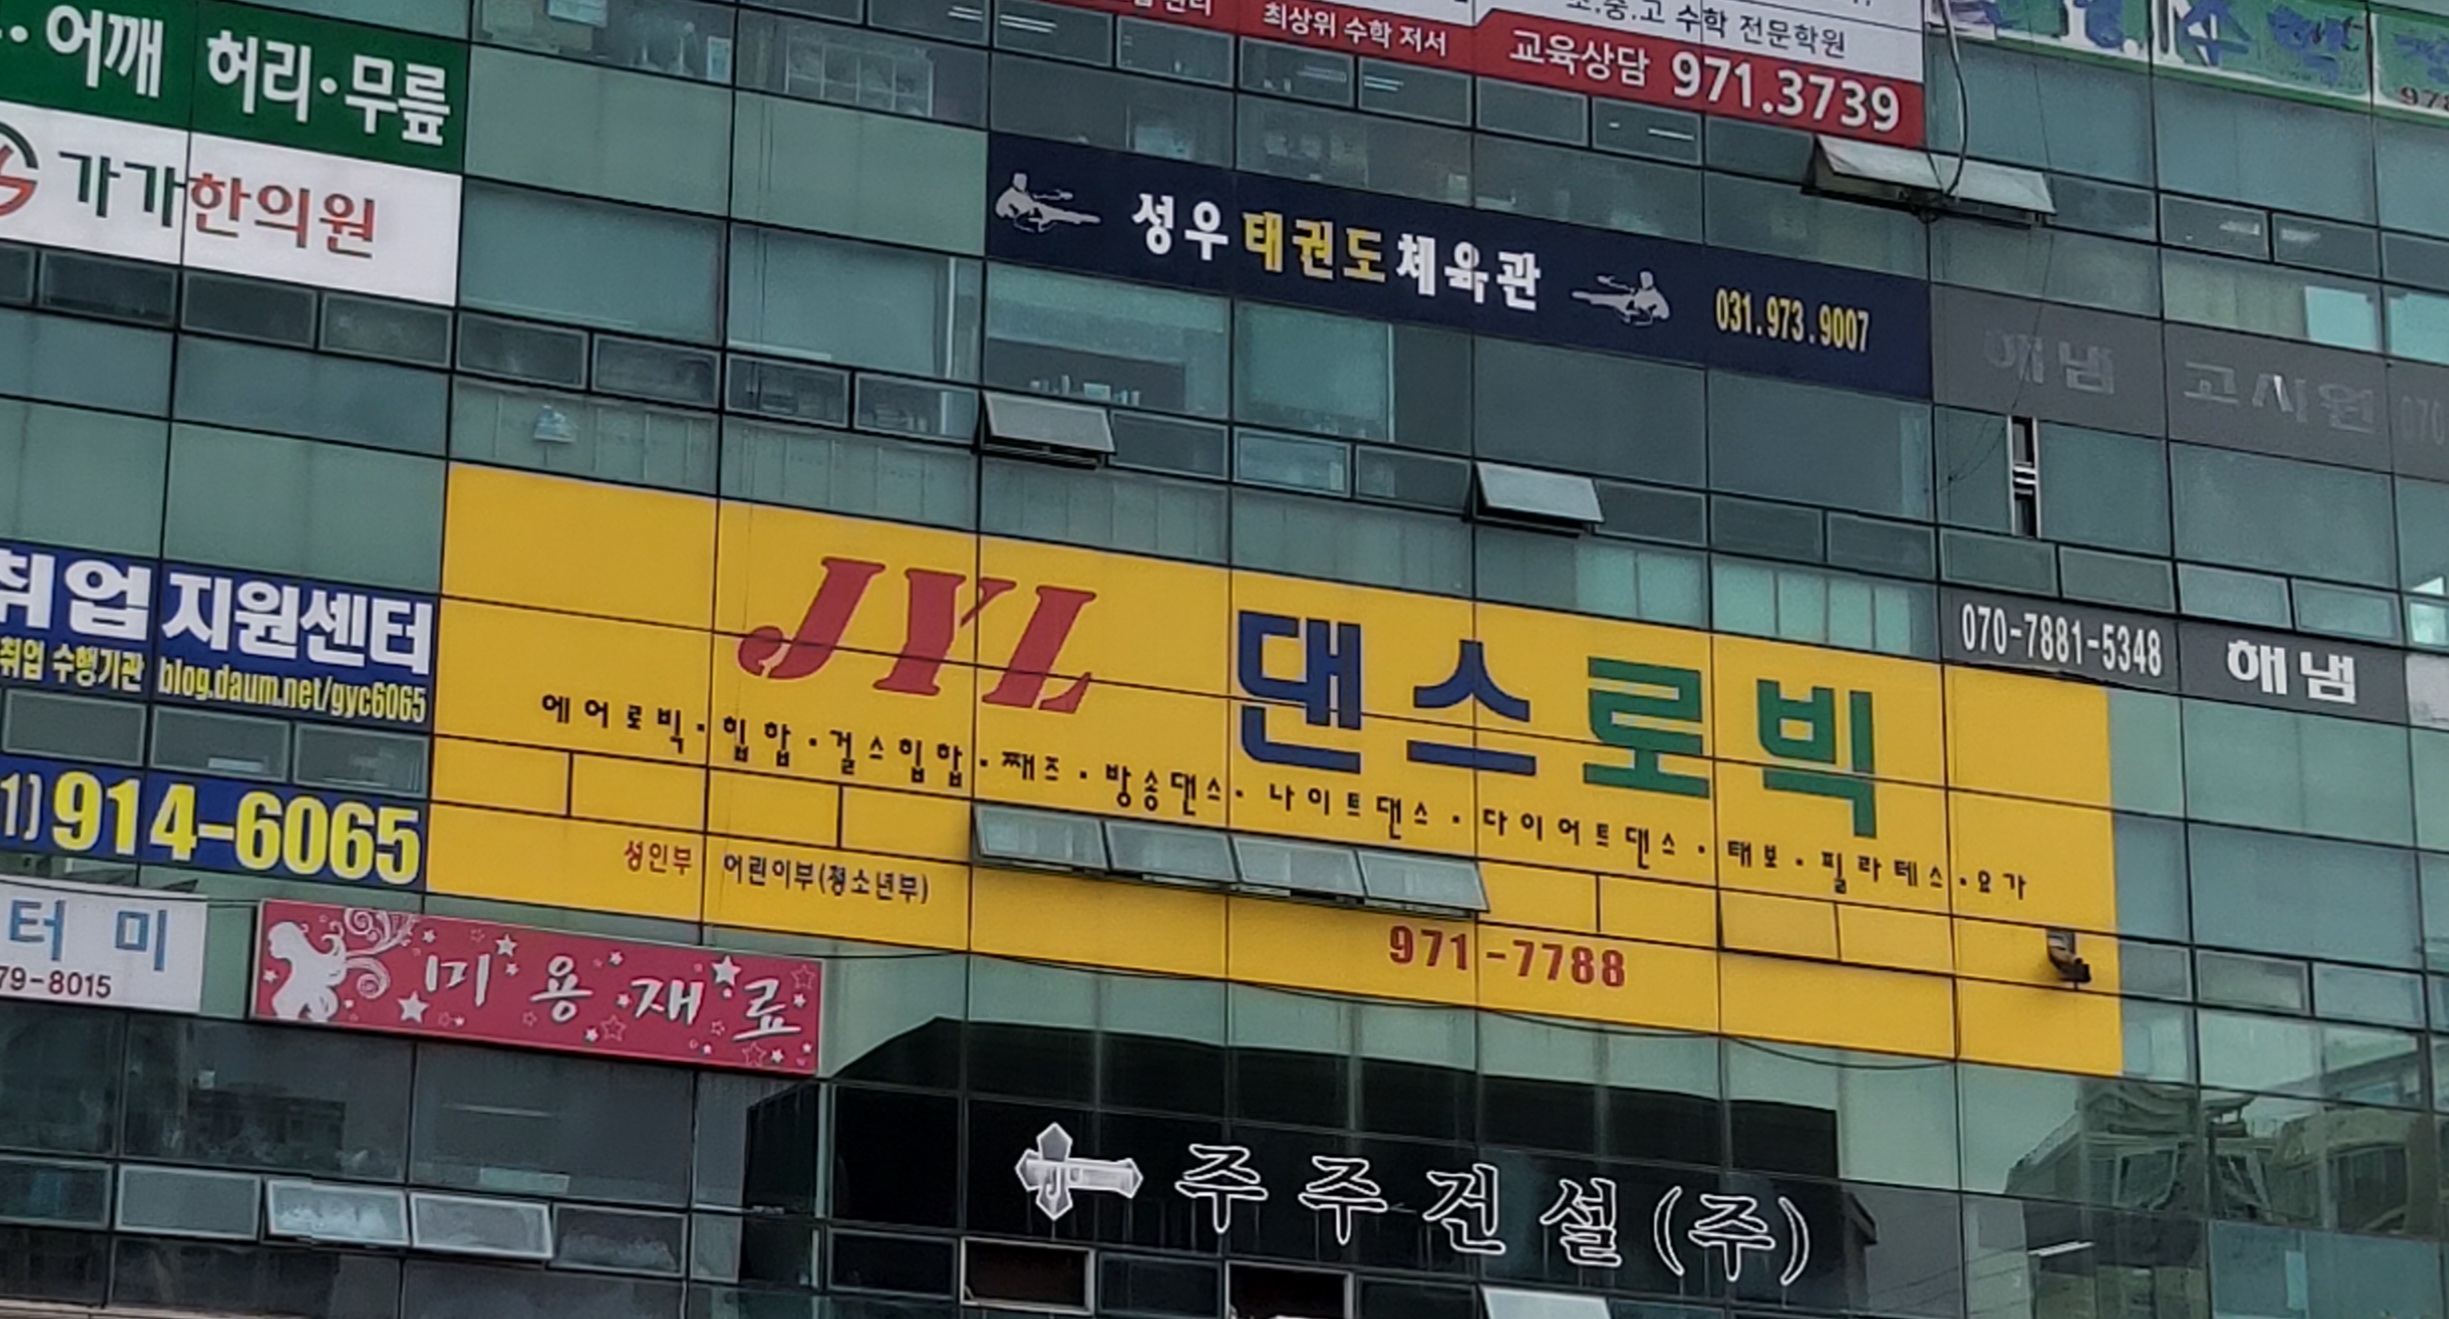 어깨 허리·무릎
가가한의원
최상위 수학 저서
초.중.고 수학 전문학원
교육상담 971.3739
성우태권도체육관 031.973.9007
해냄 고시원 070
취업지원센터
취업 수행기관 blog.daum.net/gyc6065
1)914-6065
JYL 댄스로빅
에어로빅·힙합·걸스힙합·째즈·방송댄스·나이트댄스·다이어트댄스·태보·필라테스·요가
성인부 어린이부(청소년부)
971-7788
070-7881-5348 해냄
터미
79-8015
미용재료
주주건설(주)